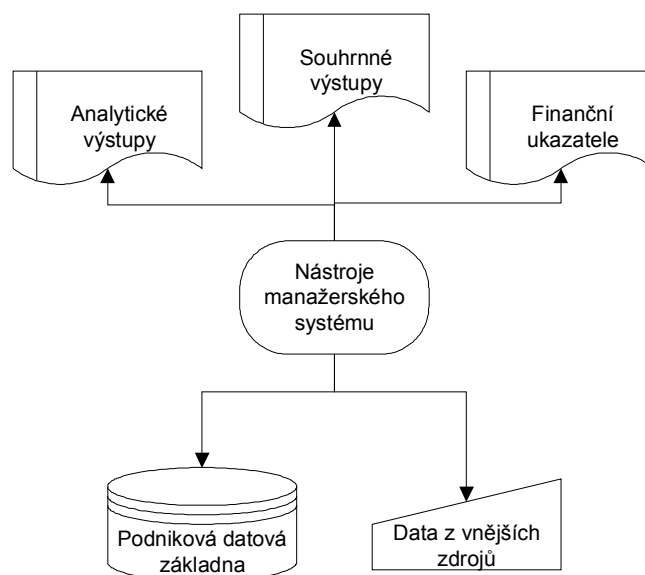 Souhrnné
výstupy
Analytické
výstupy
Finanční
ukazatele
Nástroje
manažerského
systému
Podniková datová
základna
Data z vnějších
zdrojů